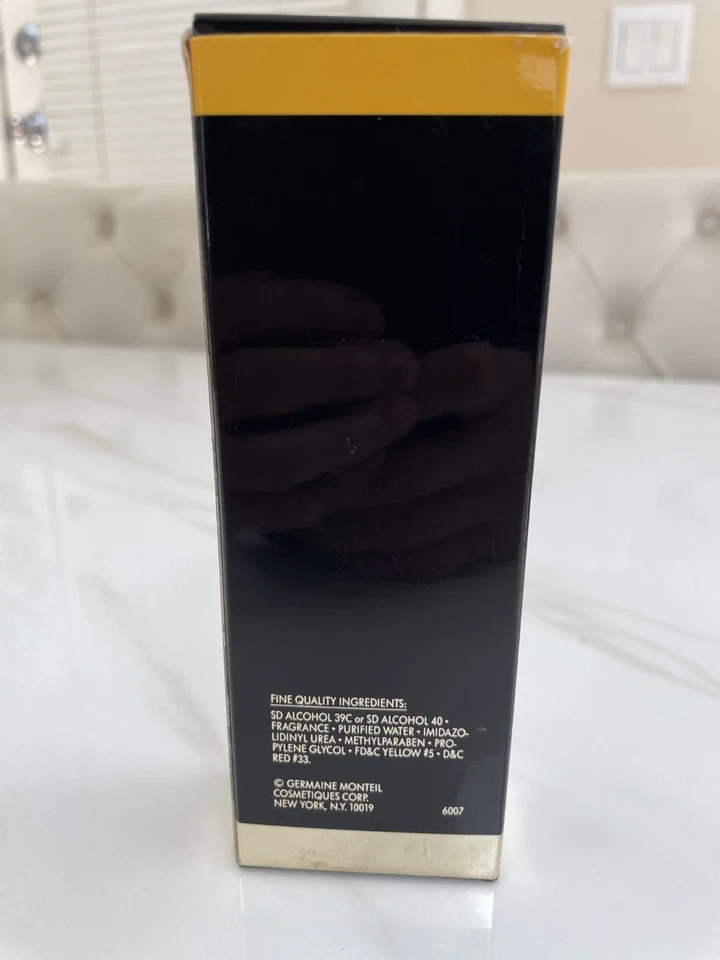 FINE QUALITY INGREDIENTS:
SD ALCOHOL 39C or SD ALCOHOL 40 •
FRAGRANCE • PURIFIED WATER • IMIDAZO-
LIDINYL UREA • METHYLPARABEN • PRO-
PYLENE GLYCOL • FD&C YELLOW #5 • D&C
RED #33.
© GERMAINE MONTEIL
COSMETIQUES CORP.
NEW YORK, N.Y. 10019
6007